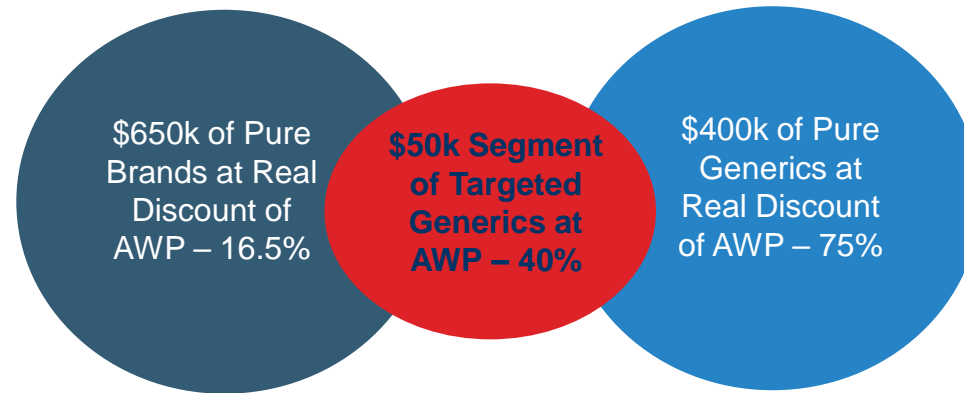 $650k of Pure
Brands at Real
Discount of
AWP – 16.5%
$50k Segment
of Targeted
Generics at
AWP – 40%
$400k of Pure
Generics at
Real Discount
of AWP – 75%